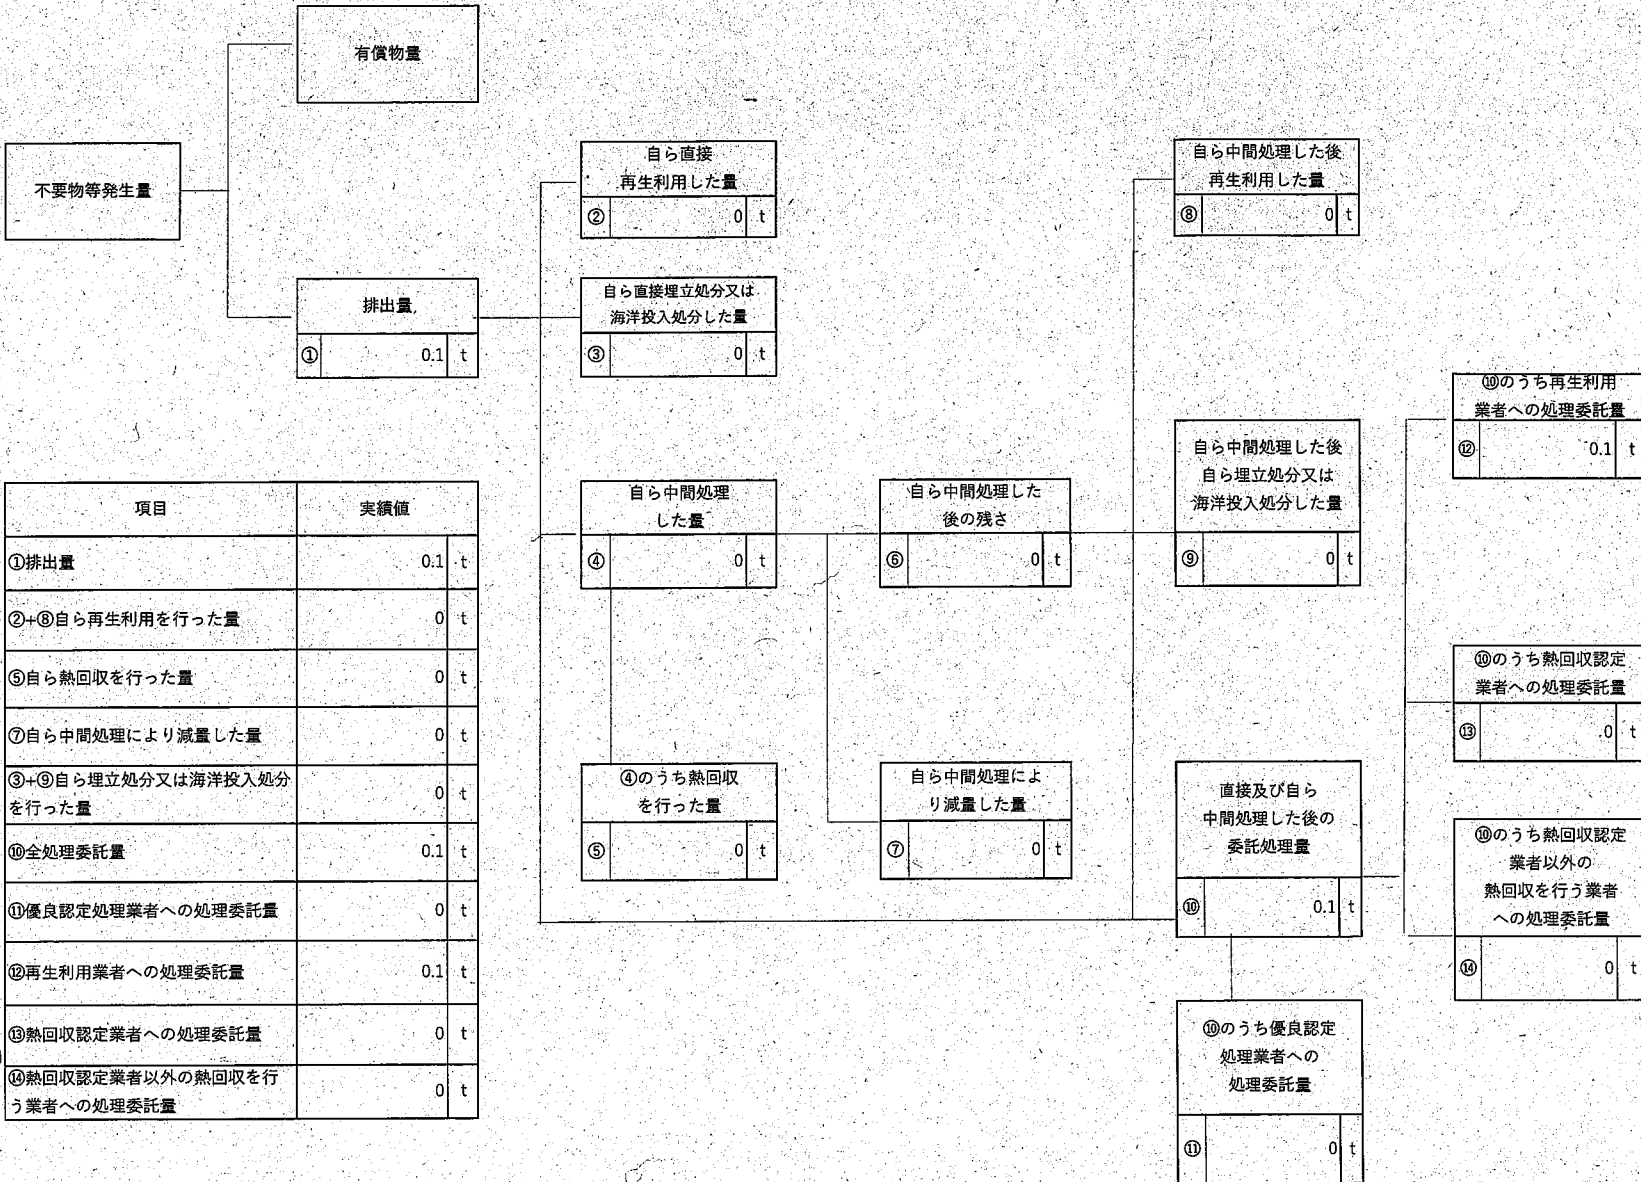 有償物量
不要物等発生量
排出量
① 0.1 t
自ら直接
再生利用した量
② 0 t
自ら直接埋立処分又は
海洋投入処分した量
③ 0 t
自ら中間処理
した量
④ 0 t
④のうち熱回収
を行った量
⑤ 0 t
自ら中間処理した
後の残さ
⑥ 0 t
自ら中間処理によ
り減量した量
⑦ 0 t
自ら中間処理した後
再生利用した量
⑧ 0 t
自ら中間処理した後
自ら埋立処分又は
海洋投入処分した量
⑨ 0 t
直接及び自ら
中間処理した後の
委託処理量
⑩ 0.1 t
⑩のうち優良認定
処理業者への
処理委託量
⑪ 0 t
⑩のうち再生利用
業者への処理委託量
⑫ 0.1 t
⑩のうち熱回収認定
業者への処理委託量
⑬ 0 t
⑩のうち熱回収認定
業者以外の
熱回収を行う業者
への処理委託量
⑭ 0 t
項目 実績値
①排出量 0.1 t
②+⑧自ら再生利用を行った量 0 t
⑤自ら熱回収を行った量 0 t
⑦自ら中間処理により減量した量 0 t
③+⑨自ら埋立処分又は海洋投入処分
を行った量 0 t
⑩全処理委託量 0.1 t
⑪優良認定処理業者への処理委託量 0 t
⑫再生利用業者への処理委託量 0.1 t
⑬熱回収認定業者への処理委託量 0 t
⑭熱回収認定業者以外の熱回収を行
う業者への処理委託量 0 t